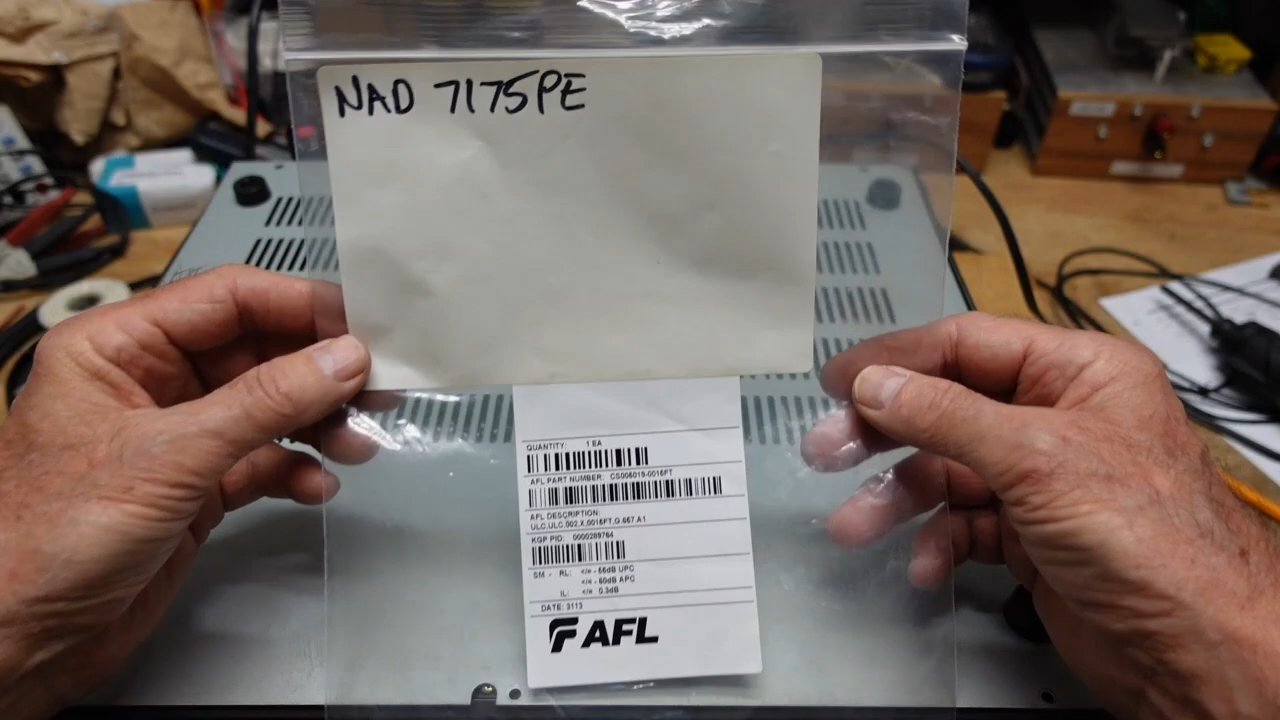 NAD 7175PE
QUANTITY: 1 EA
AFL PART NUMBER: CS006019-0016FT
AFL DESCRIPTION:
ULC,ULC,002,X,0016FT,G.657.A1
KGP PID: 0000289764
SM - RL: </= - 55dB UPC
</= - 60dB APC
IL: </= 0.3dB
DATE: 3113
AFL